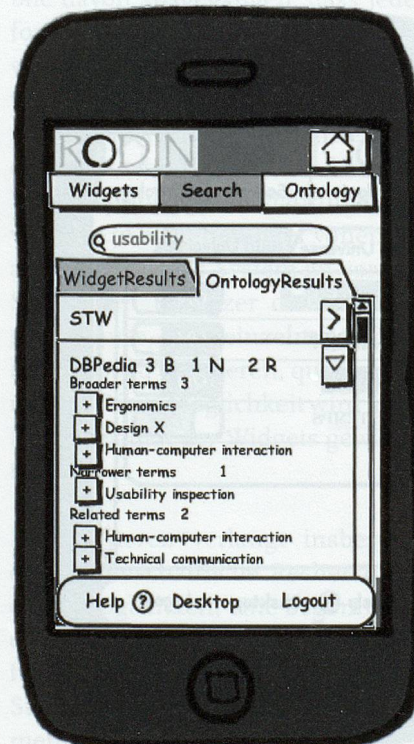 RODIN
Widgets Search Ontology
usability
WidgetResults OntologyResults
STW
DBPedia 3 B 1 N 2 R
Broader terms 3
+ Ergonomics
+ Design X
+ Human-computer interaction
Narrower terms 1
+ Usability inspection
Related terms 2
+ Human-computer interaction
+ Technical communication
Help ? Desktop Logout